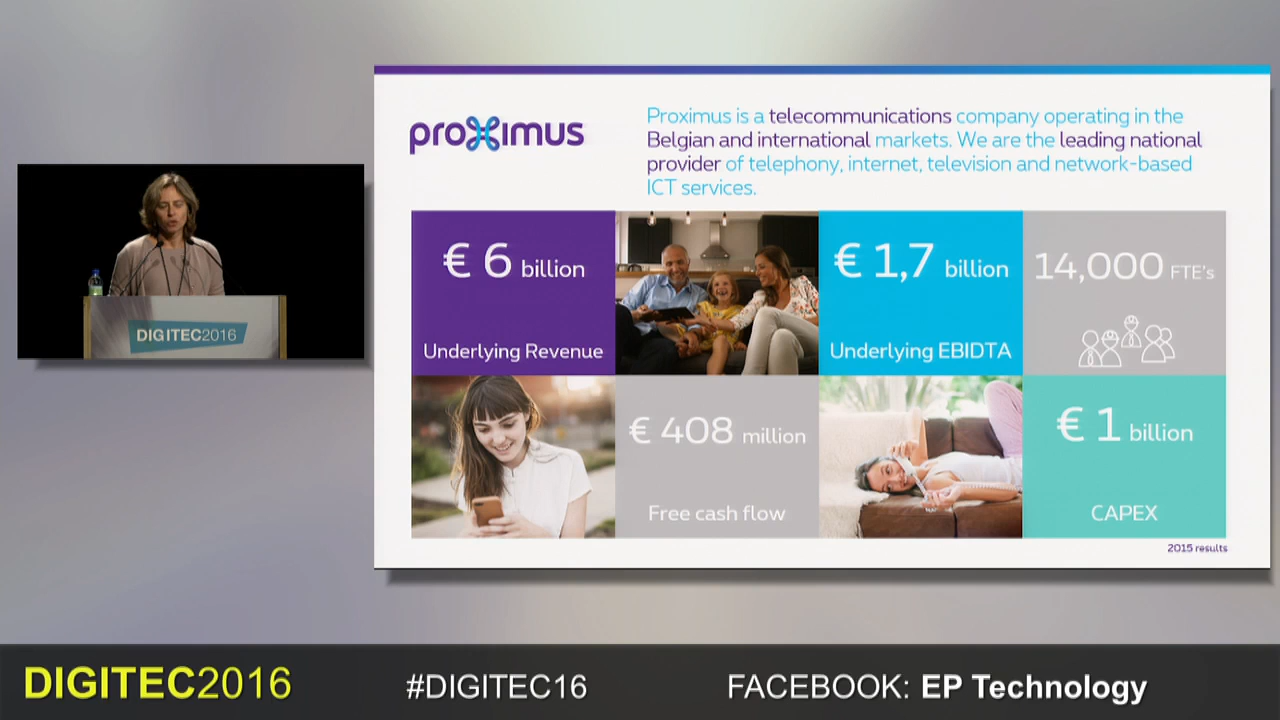 proximus
Proximus is a telecommunications company operating in the
Belgian and international markets. We are the leading national
provider of telephony, internet, television and network-based
ICT services.
€ 6 billion
Underlying Revenue
€ 1,7 billion
Underlying EBIDTA
14,000 FTE's
€ 408 million
Free cash flow
€ 1 billion
CAPEX
2015 results
DIGITEC2016
DIGITEC2016
#DIGITEC16
FACEBOOK: EP Technology